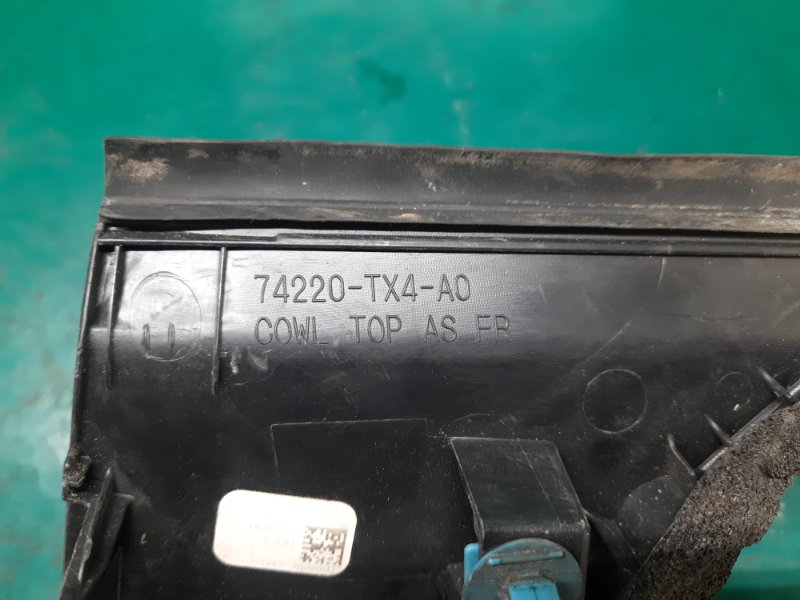 74220-TX4-A0
COWL TOP AS FR